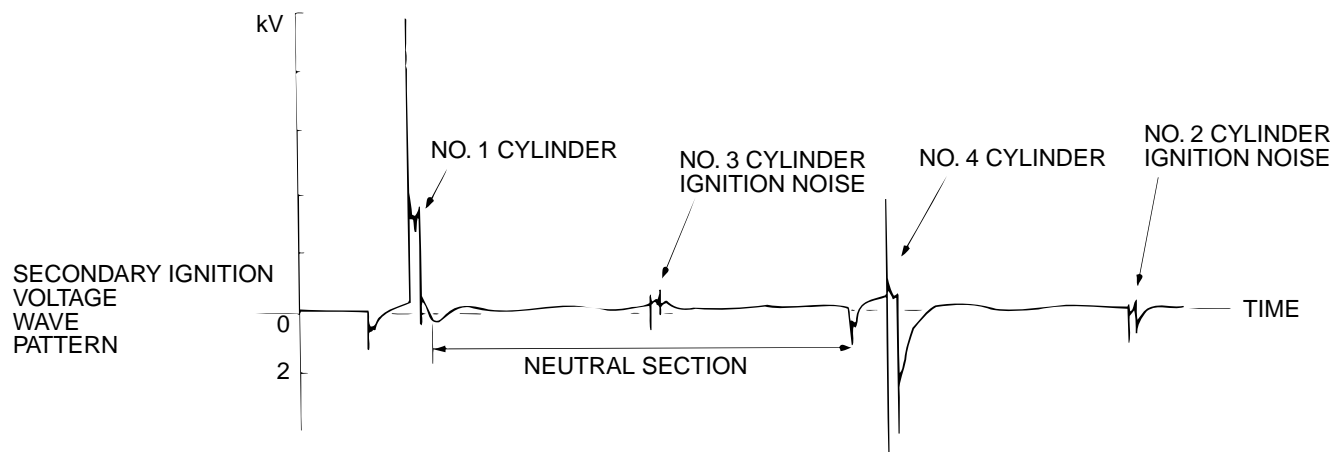 kV
NO. 1 CYLINDER
NO. 3 CYLINDER
IGNITION NOISE
NO. 4 CYLINDER
NO. 2 CYLINDER
IGNITION NOISE
SECONDARY IGNITION
VOLTAGE
WAVE
PATTERN
0
2
TIME
NEUTRAL SECTION